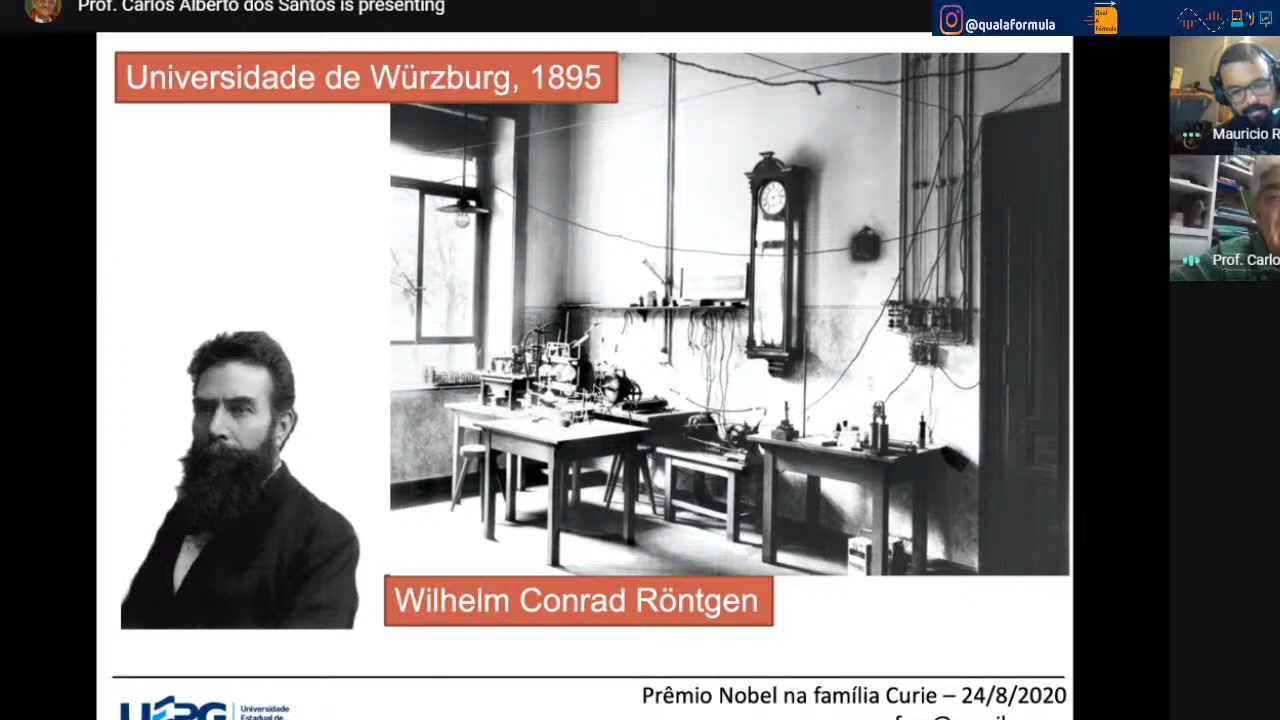 Prof. Carlos Alberto dos Santos is presenting
@qualaformula
Qual
A
Fórmula
Universidade de Würzburg, 1895
Mauricio R
Prof. Carlo
Wilhelm Conrad Röntgen
Prêmio Nobel na família Curie – 24/8/2020
UEPG
Universidade
Estadual de